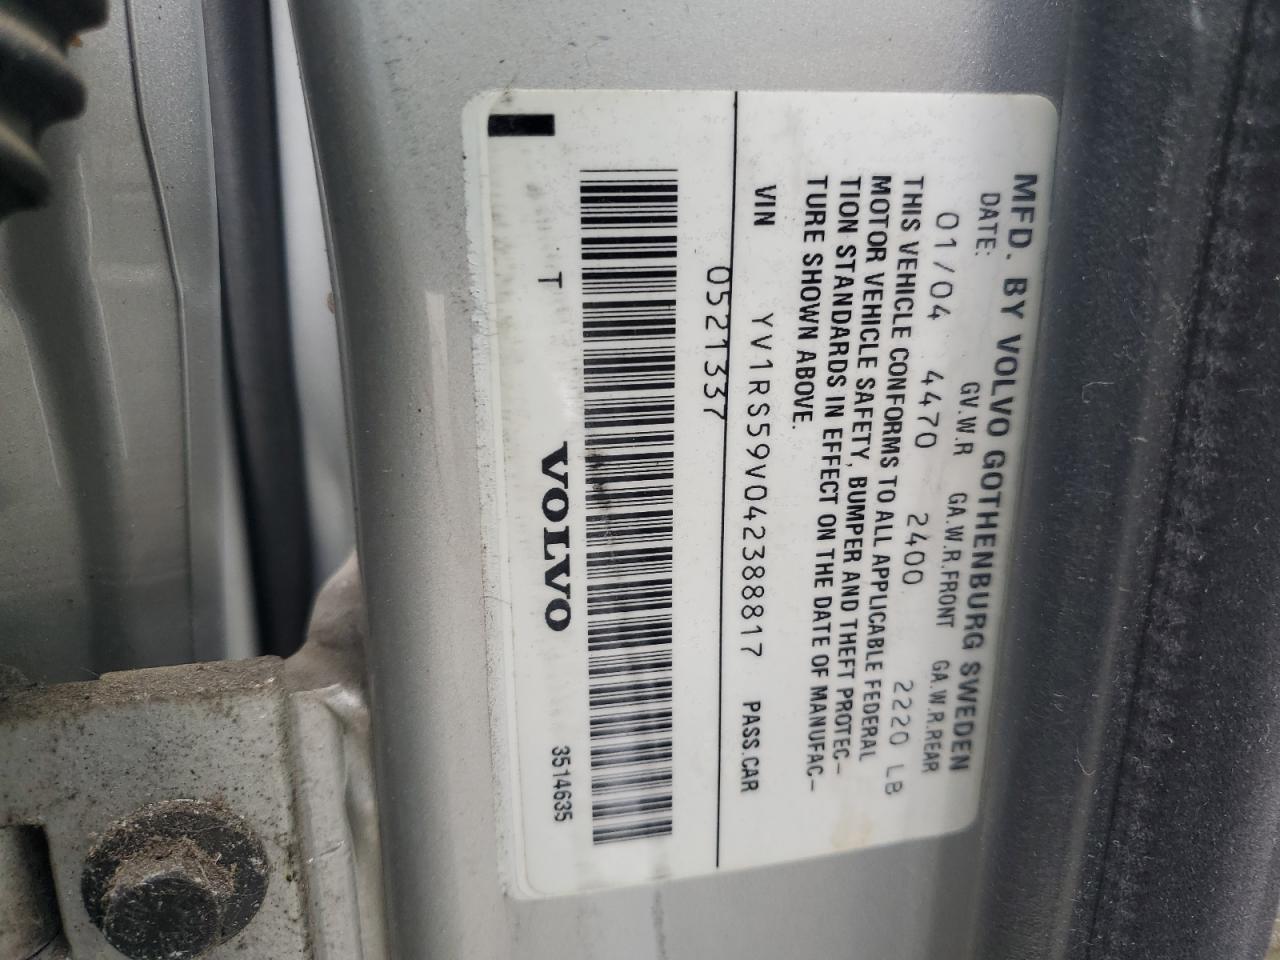 MFD. BY VOLVO GOTHENBURG SWEDEN
DATE: GV.W.R GA.W.R.FRONT GA.W.R.REAR
01/04 4470 2400 2220 LB
THIS VEHICLE CONFORMS TO ALL APPLICABLE FEDERAL
MOTOR VEHICLE SAFETY, BUMPER AND THEFT PROTEC-
TION STANDARDS IN EFFECT ON THE DATE OF MANUFAC-
TURE SHOWN ABOVE.
VIN YV1RS59V042388817 PASS.CAR
0521337
T VOLVO 3514635